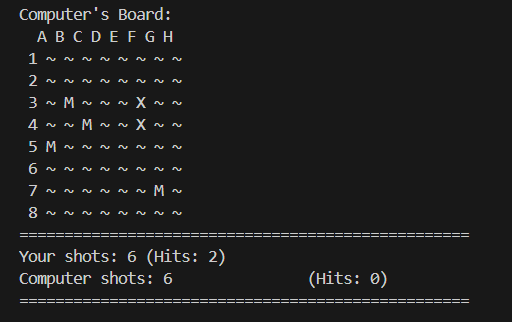 Computer's Board:
  A B C D E F G H
 1 ~ ~ ~ ~ ~ ~ ~ ~
 2 ~ ~ ~ ~ ~ ~ ~ ~
 3 ~ M ~ ~ ~ X ~ ~
 4 ~ ~ M ~ ~ X ~ ~
 5 M ~ ~ ~ ~ ~ ~ ~
 6 ~ ~ ~ ~ ~ ~ ~ ~
 7 ~ ~ ~ ~ ~ ~ M ~
 8 ~ ~ ~ ~ ~ ~ ~ ~
==================================================
Your shots: 6 (Hits: 2)
Computer shots: 6               (Hits: 0)
==================================================